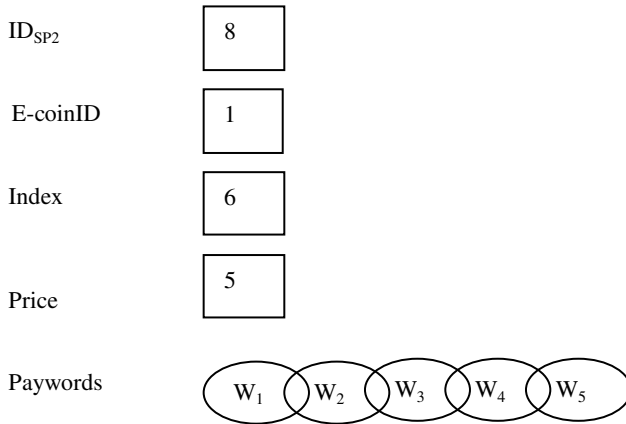 ID_SP2 8
E-coinID 1
Index 6
Price 5
Paywords W_1 W_2 W_3 W_4 W_5